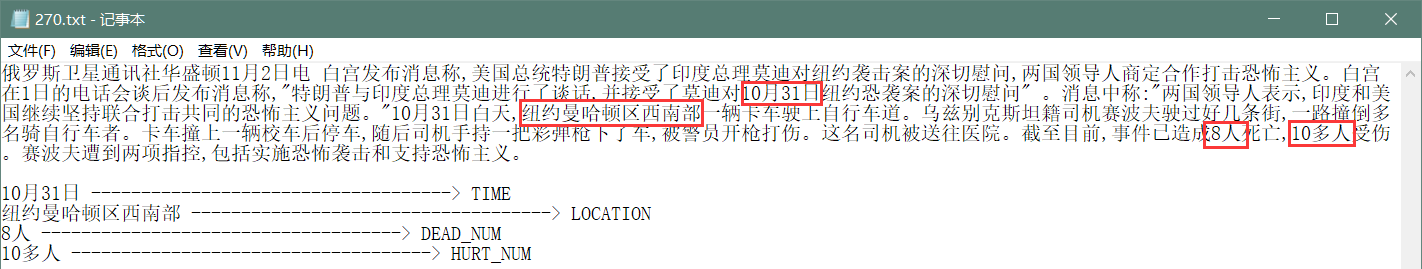 270.txt - 记事本
文件(F) 编辑(E) 格式(O) 查看(V) 帮助(H)
俄罗斯卫星通讯社华盛顿11月2日电 白宫发布消息称,美国总统特朗普接受了印度总理莫迪对纽约袭击案的深切慰问,两国领导人商定合作打击恐怖主义。白宫
在1日的电话会谈后发布消息称,"特朗普与印度总理莫迪进行了谈话,并接受了莫迪对10月31日纽约恐袭案的深切慰问" 。消息中称:"两国领导人表示,印度和美
国继续坚持联合打击共同的恐怖主义问题。"10月31日白天,纽约曼哈顿区西南部一辆卡车驶上自行车道。乌兹别克斯坦籍司机赛波夫驶过好几条街,一路撞倒多
名骑自行车者。卡车撞上一辆校车后停车,随后司机手持一把彩弹枪下了车,被警员开枪打伤。这名司机被送往医院。截至目前,事件已造成8人死亡,10多人受伤
。赛波夫遭到两项指控,包括实施恐怖袭击和支持恐怖主义。
10月31日 ------------------------------------> TIME
纽约曼哈顿区西南部 ------------------------------------> LOCATION
8人 ------------------------------------> DEAD_NUM
10多人 ------------------------------------> HURT_NUM